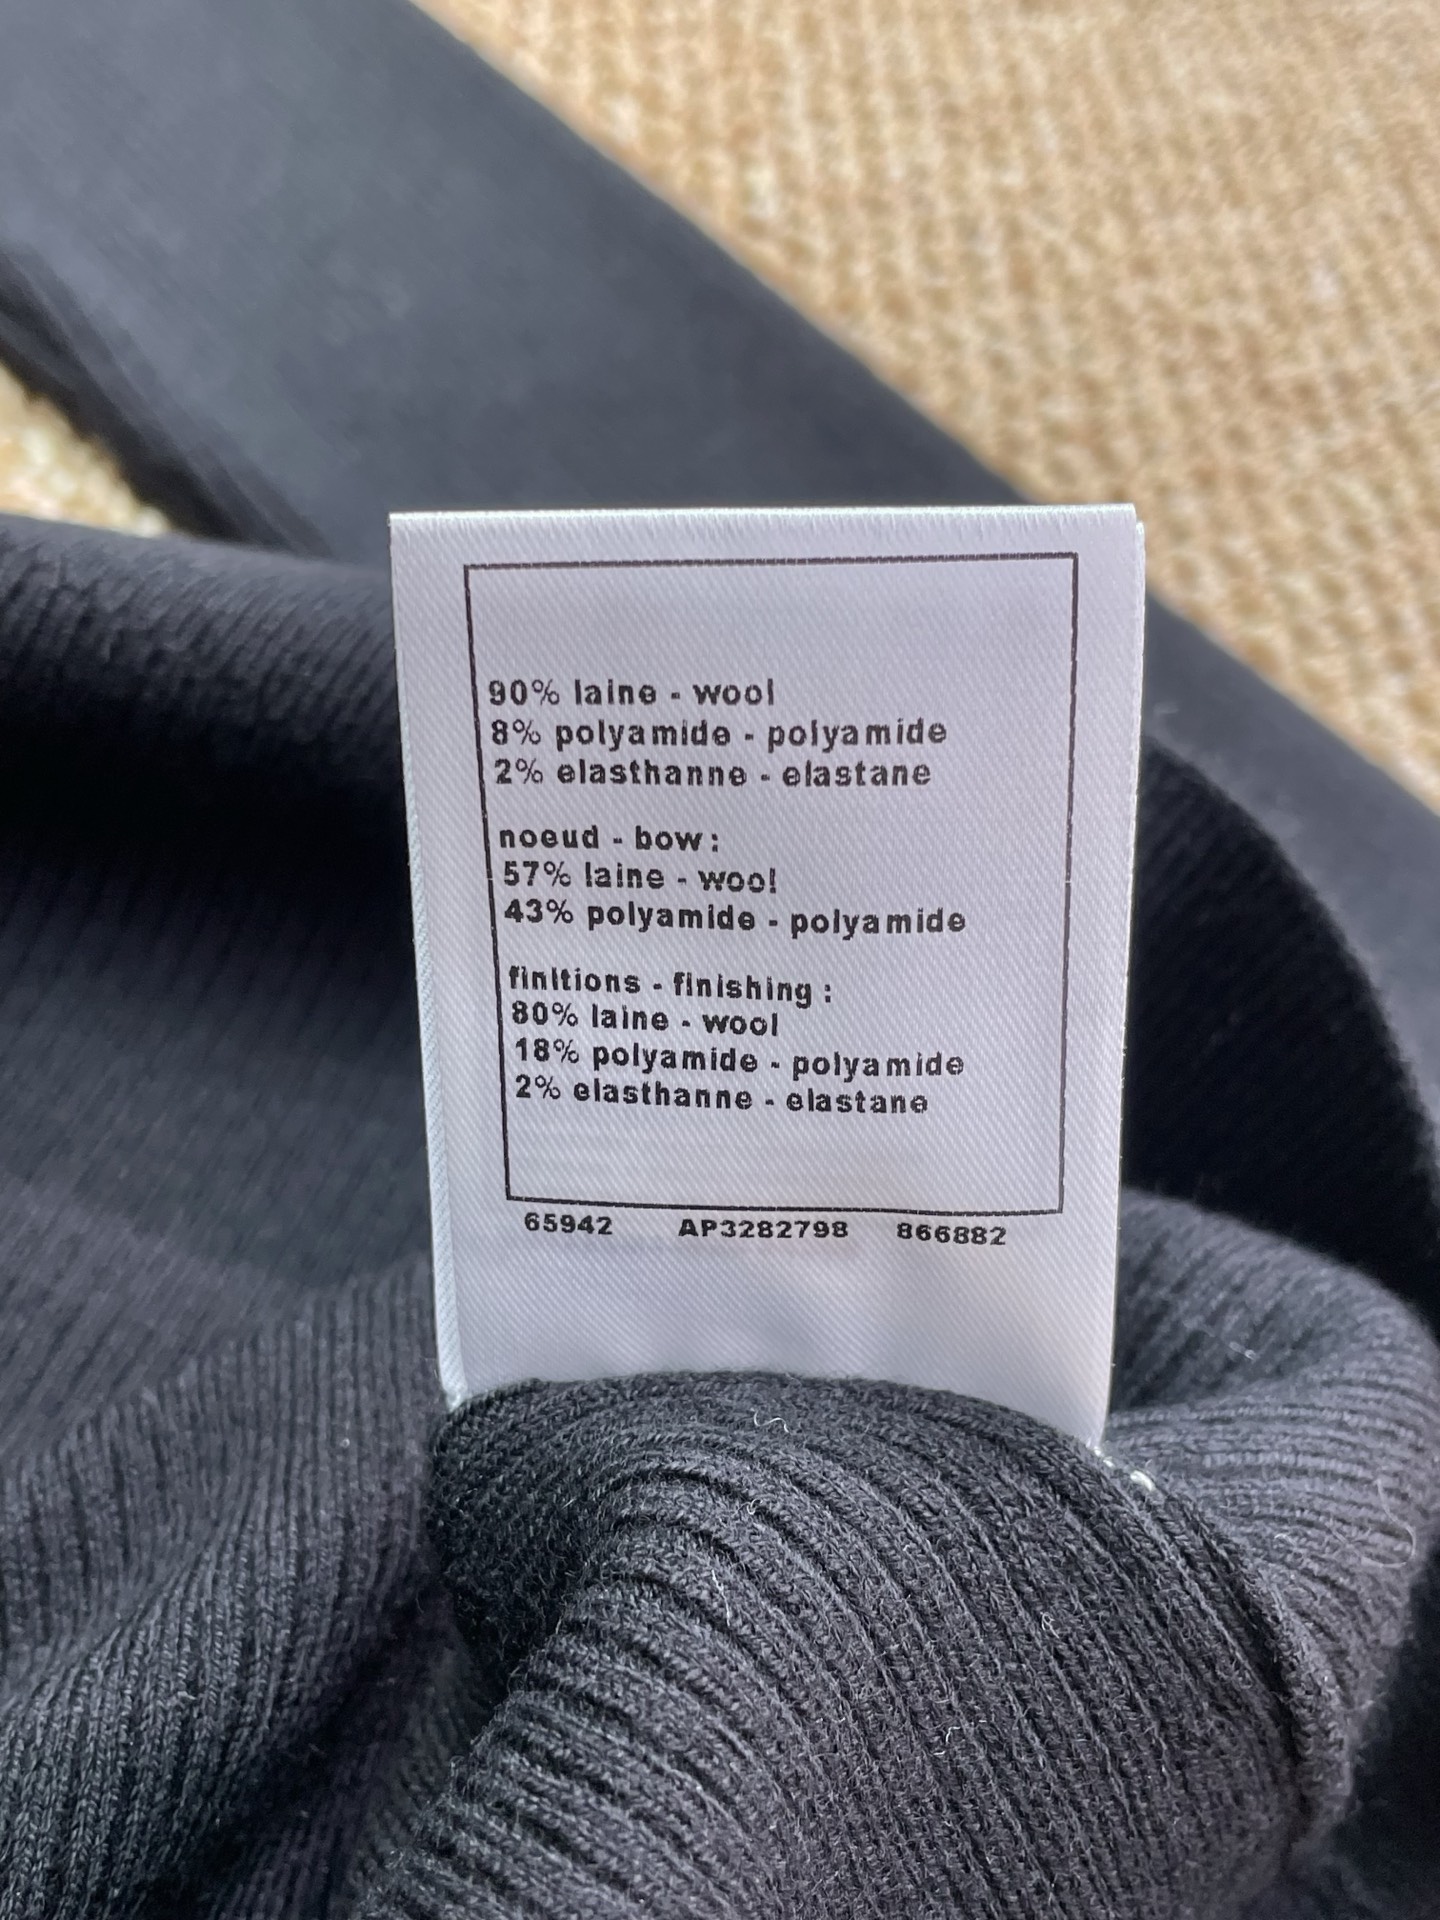 90% laine - wool
8% polyamide - polyamide
2% elasthanne - elastane
noeud - bow :
57% laine - wool
43% polyamide - polyamide
finitions - finishing :
80% laine - wool
18% polyamide - polyamide
2% elasthanne - elastane
65942 AP3282798 866882